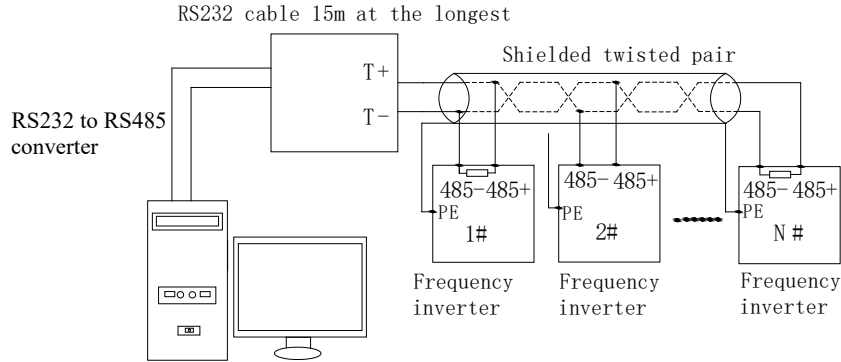 RS232 cable 15m at the longest
Shielded twisted pair
T+
T-
RS232 to RS485
converter
485- 485+
PE
1#
Frequency
inverter
485- 485+
PE
2#
Frequency
inverter
485- 485+
PE
N #
Frequency
inverter